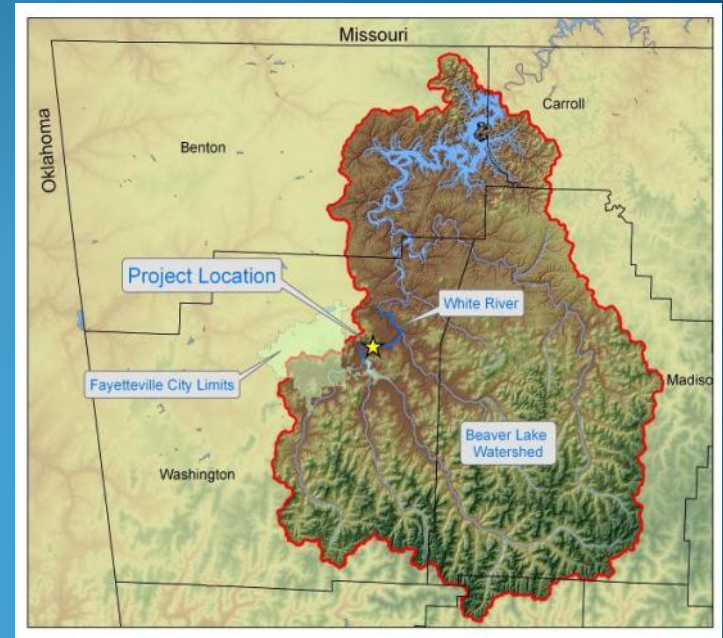 Missouri
Carroll
Oklahoma
Benton
Project Location
White River
Fayetteville City Limits
Madiso
Beaver Lake
Watershed
Washington